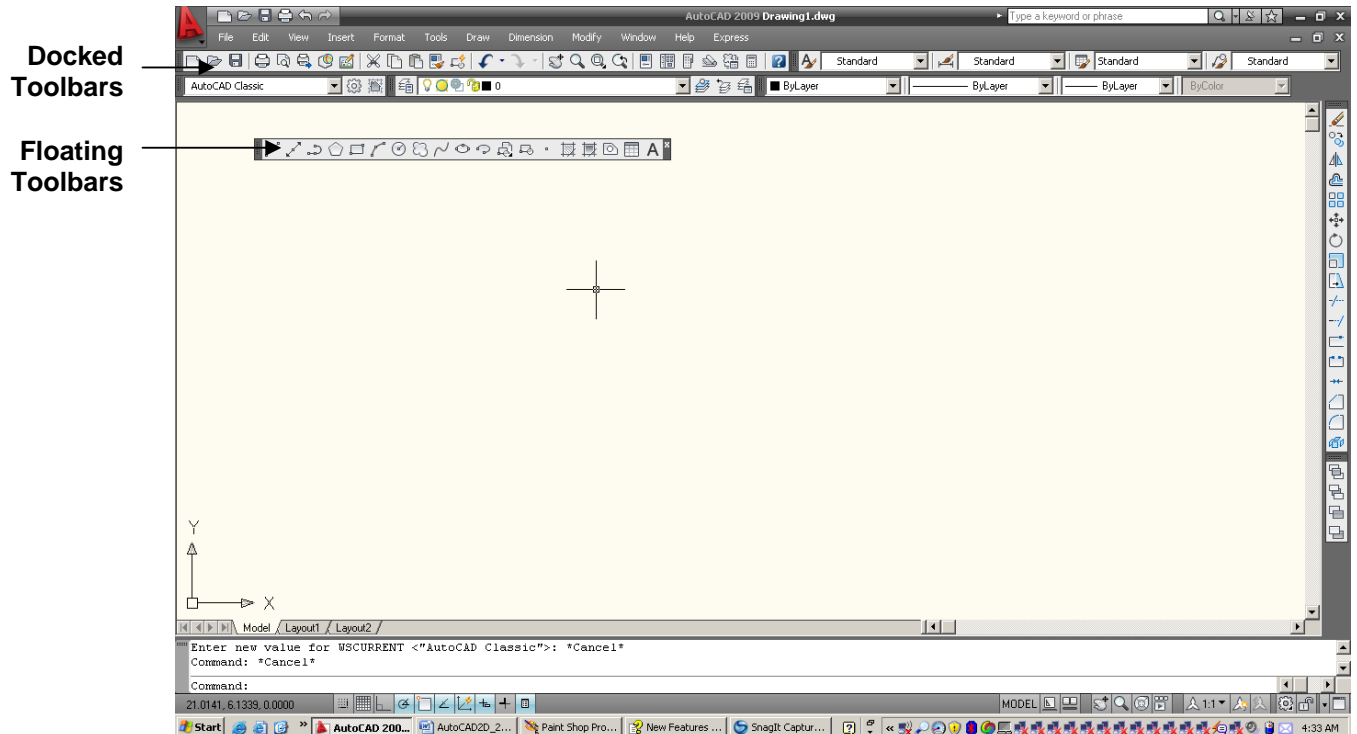 AutoCAD 2009 Drawing1.dwg
Type a keyword or phrase
File Edit View Insert Format Tools Draw Dimension Modify Window Help Express
Docked
Toolbars
Standard Standard Standard Standard
AutoCAD Classic 0 ByLayer ByLayer ByLayer ByColor
Floating
Toolbars
A
Y
X
Model Layout1 Layout2
Enter new value for WSCURRENT <"AutoCAD Classic">: *Cancel*
Command: *Cancel*
Command:
21.0141, 6.1339, 0.0000 MODEL 1:1
Start AutoCAD 200... AutoCAD2D_2... Paint Shop Pro... New Features ... SnagIt Captur... 4:33 AM